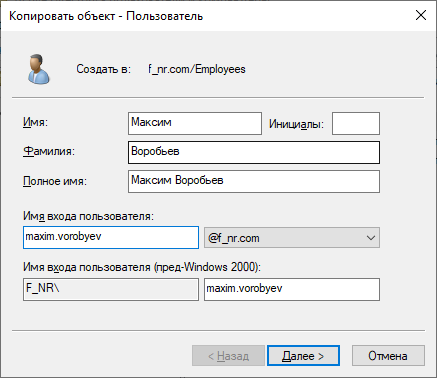 Копировать объект - Пользователь
Создать в: f_nr.com/Employees
Имя: Максим Инициалы:
Фамилия: Воробьев
Полное имя: Максим Воробьев
Имя входа пользователя:
maxim.vorobyev @f_nr.com
Имя входа пользователя (пред-Windows 2000):
F_NR\ maxim.vorobyev
< Назад Далее > Отмена